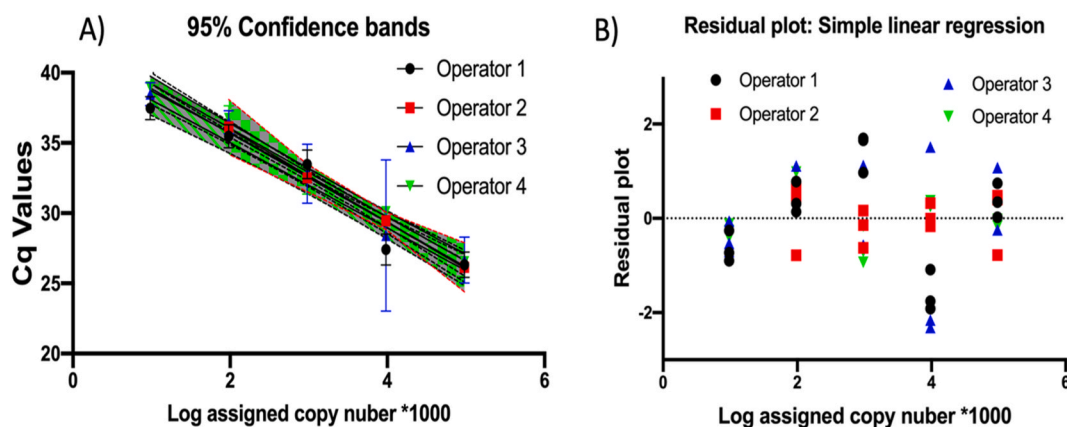 A)
95% Confidence bands
Operator 1
Operator 2
Operator 3
Operator 4
40
35
30
25
20
Cq Values
0
2
4
6
Log assigned copy nuber *1000
B)
Residual plot: Simple linear regression
Operator 1
Operator 3
Operator 2
Operator 4
2
0
-2
Residual plot
0
2
4
6
Log assigned copy nuber *1000